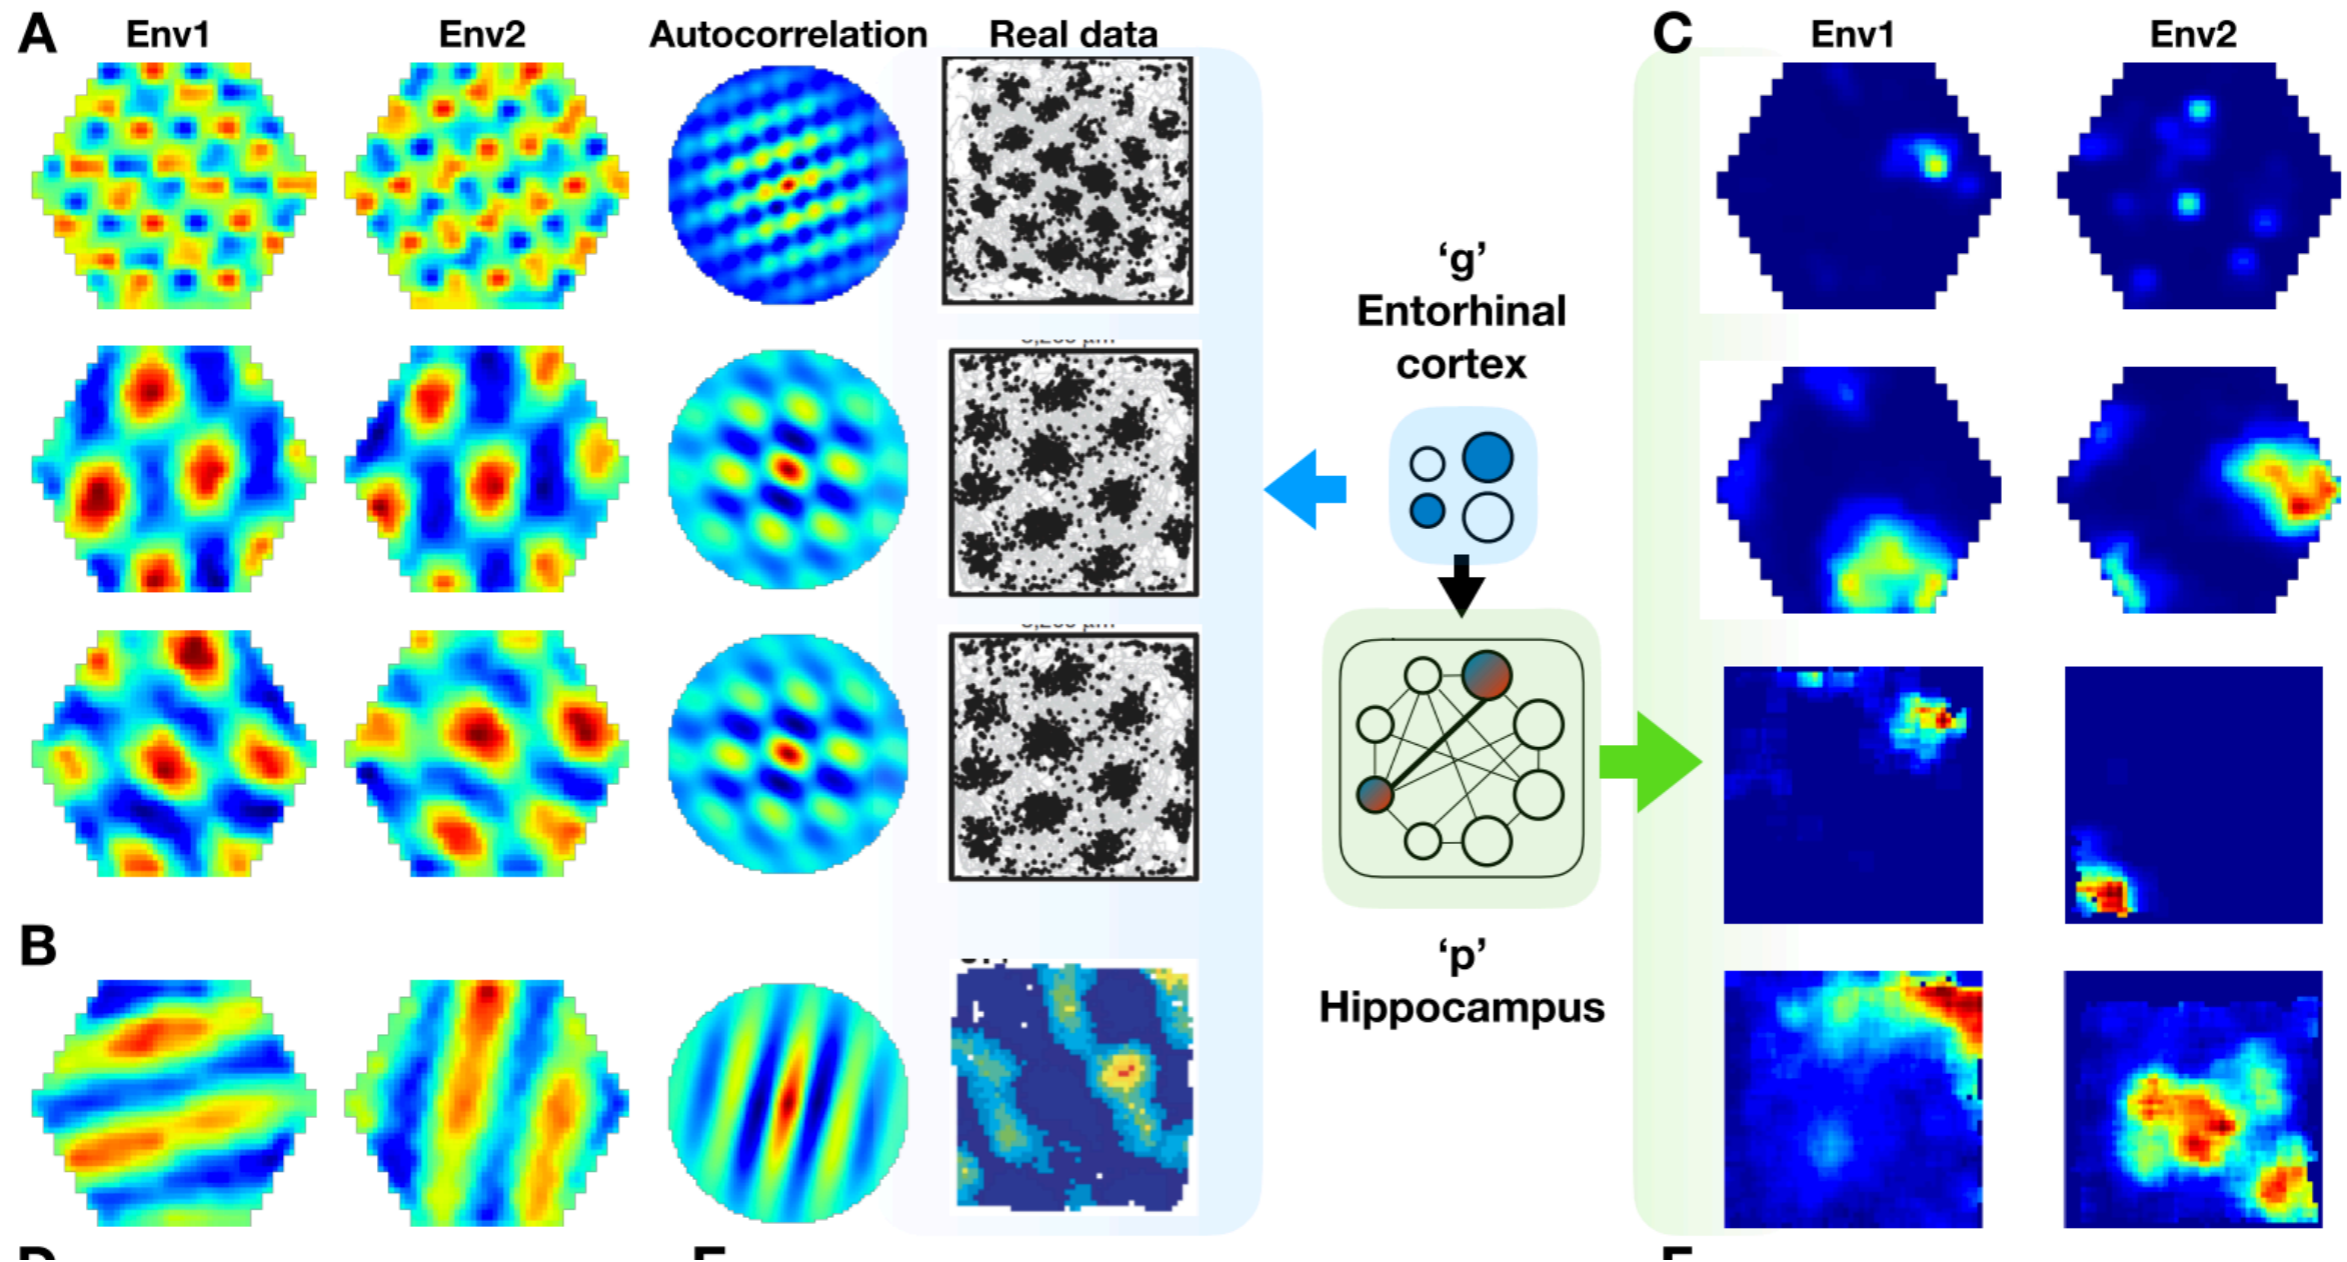 A
Env1
Env2
Autocorrelation
Real data
C
Env1
Env2
‘g’
Entorhinal
cortex
B
‘p’
Hippocampus